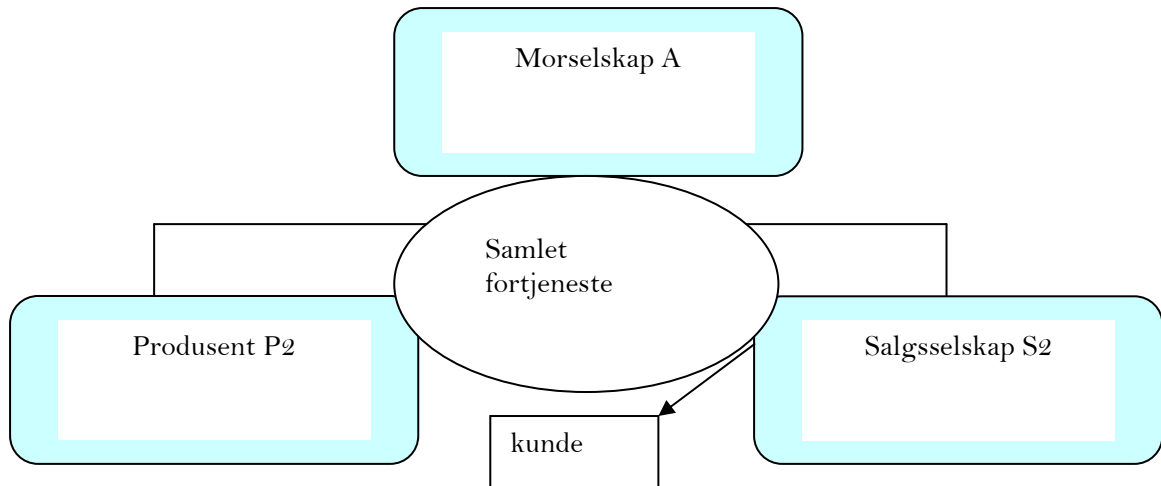 Morselskap A
Samlet
fortjeneste
Produsent P2
Salgsselskap S2
kunde